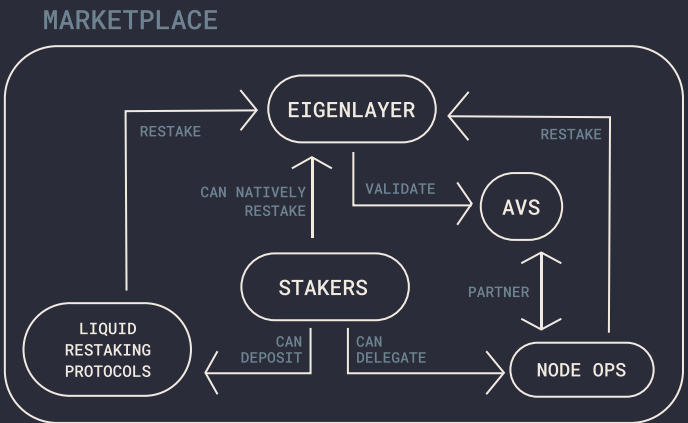 MARKETPLACE
EIGENLAYER
RESTAKE
RESTAKE
CAN NATIVELY
RESTAKE
VALIDATE
AVS
STAKERS
PARTNER
LIQUID
RESTAKING
PROTOCOLS
CAN
DEPOSIT
CAN
DELEGATE
NODE OPS